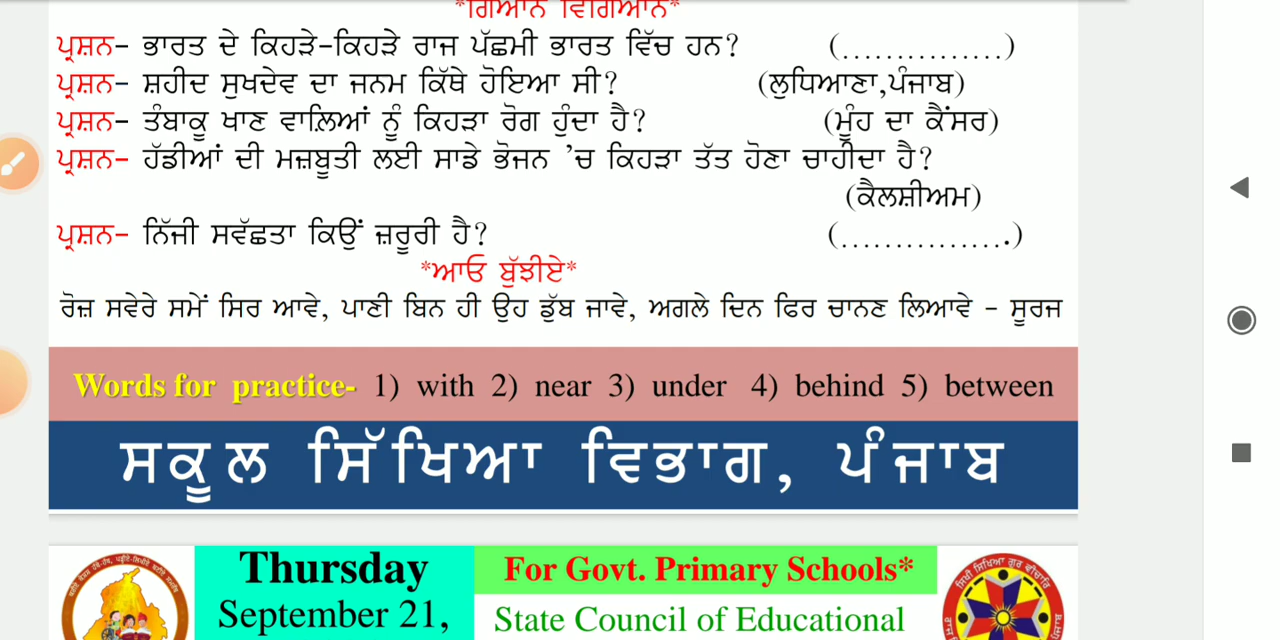 *ਗਿਆਨ ਵਿਗਿਆਨ*
ਪ੍ਰਸ਼ਨ- ਭਾਰਤ ਦੇ ਕਿਹੜੇ-ਕਿਹੜੇ ਰਾਜ ਪੱਛਮੀ ਭਾਰਤ ਵਿੱਚ ਹਨ? (...............)
ਪ੍ਰਸ਼ਨ- ਸ਼ਹੀਦ ਸੁਖਦੇਵ ਦਾ ਜਨਮ ਕਿੱਥੇ ਹੋਇਆ ਸੀ? (ਲੁਧਿਆਣਾ,ਪੰਜਾਬ)
ਪ੍ਰਸ਼ਨ- ਤੰਬਾਕੂ ਖਾਣ ਵਾਲਿਆਂ ਨੂੰ ਕਿਹੜਾ ਰੋਗ ਹੁੰਦਾ ਹੈ? (ਮੂੰਹ ਦਾ ਕੈਂਸਰ)
ਪ੍ਰਸ਼ਨ- ਹੱਡੀਆਂ ਦੀ ਮਜ਼ਬੂਤੀ ਲਈ ਸਾਡੇ ਭੋਜਨ ’ਚ ਕਿਹੜਾ ਤੱਤ ਹੋਣਾ ਚਾਹੀਦਾ ਹੈ?
(ਕੈਲਸ਼ੀਅਮ)
ਪ੍ਰਸ਼ਨ- ਨਿੱਜੀ ਸਵੱਛਤਾ ਕਿਉਂ ਜ਼ਰੂਰੀ ਹੈ? (................)
*ਆਓ ਬੁੱਝੀਏ*
ਰੋਜ਼ ਸਵੇਰੇ ਸਮੇਂ ਸਿਰ ਆਵੇ, ਪਾਣੀ ਬਿਨ ਹੀ ਉਹ ਡੁੱਬ ਜਾਵੇ, ਅਗਲੇ ਦਿਨ ਫਿਰ ਚਾਨਣ ਲਿਆਵੇ - ਸੂਰਜ
Words for practice- 1) with 2) near 3) under 4) behind 5) between
ਸਕੂਲ ਸਿੱਖਿਆ ਵਿਭਾਗ, ਪੰਜਾਬ
Thursday
September 21,
For Govt. Primary Schools*
State Council of Educational